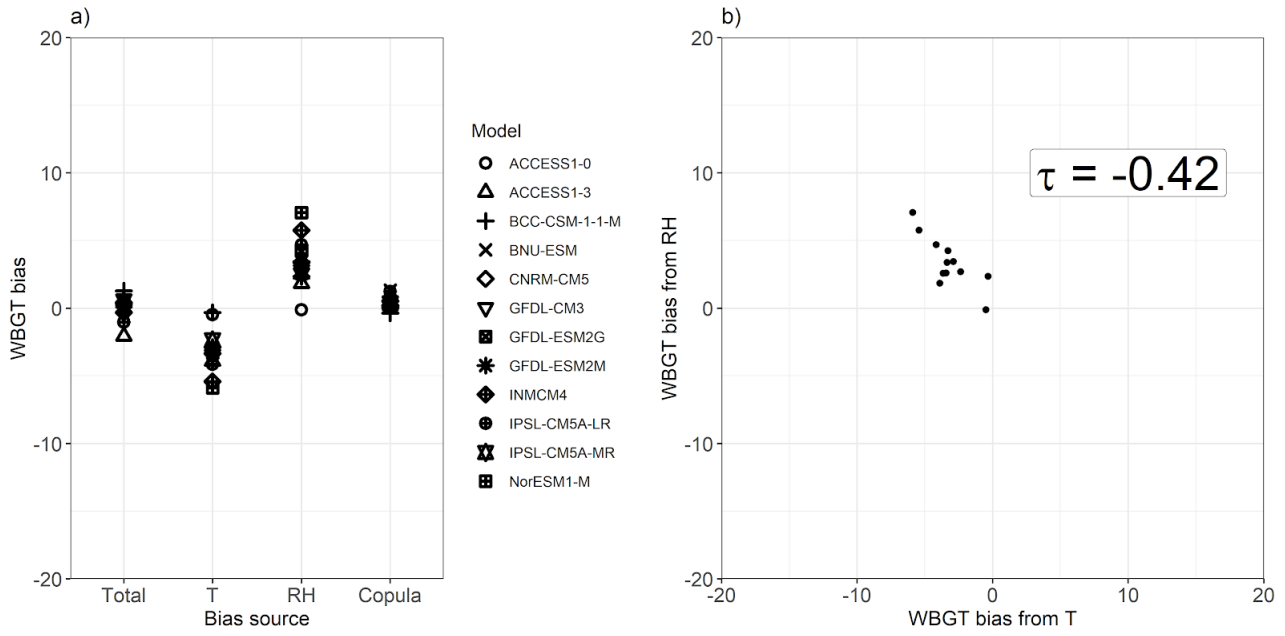 a)
WBGT bias
20
10
0
-10
-20
Total T RH Copula
Bias source
Model
ACCESS1-0
ACCESS1-3
BCC-CSM-1-1-M
BNU-ESM
CNRM-CM5
GFDL-CM3
GFDL-ESM2G
GFDL-ESM2M
INMCM4
IPSL-CM5A-LR
IPSL-CM5A-MR
NorESM1-M
b)
WBGT bias from RH
20
10
0
-10
-20
τ = -0.42
-20 -10 0 10 20
WBGT bias from T